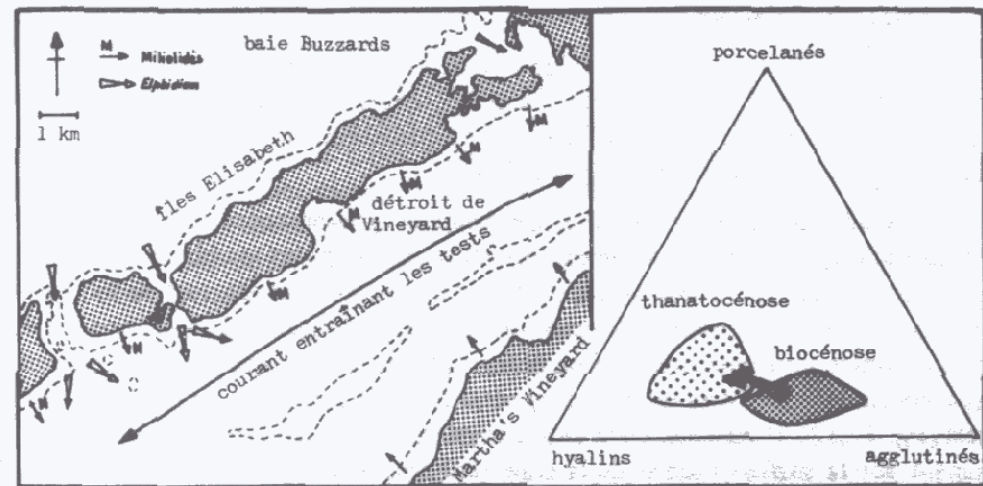 baie Buzzards
M
Miliolidés
Elphidium
1 km
îles Elisabeth
M
M
M
M
détroit de
Vineyard
M
courant entraînant les tests
M
M
Martha's Vineyard
porcelanés
thanatocénose
biocénose
hyalins
agglutinés